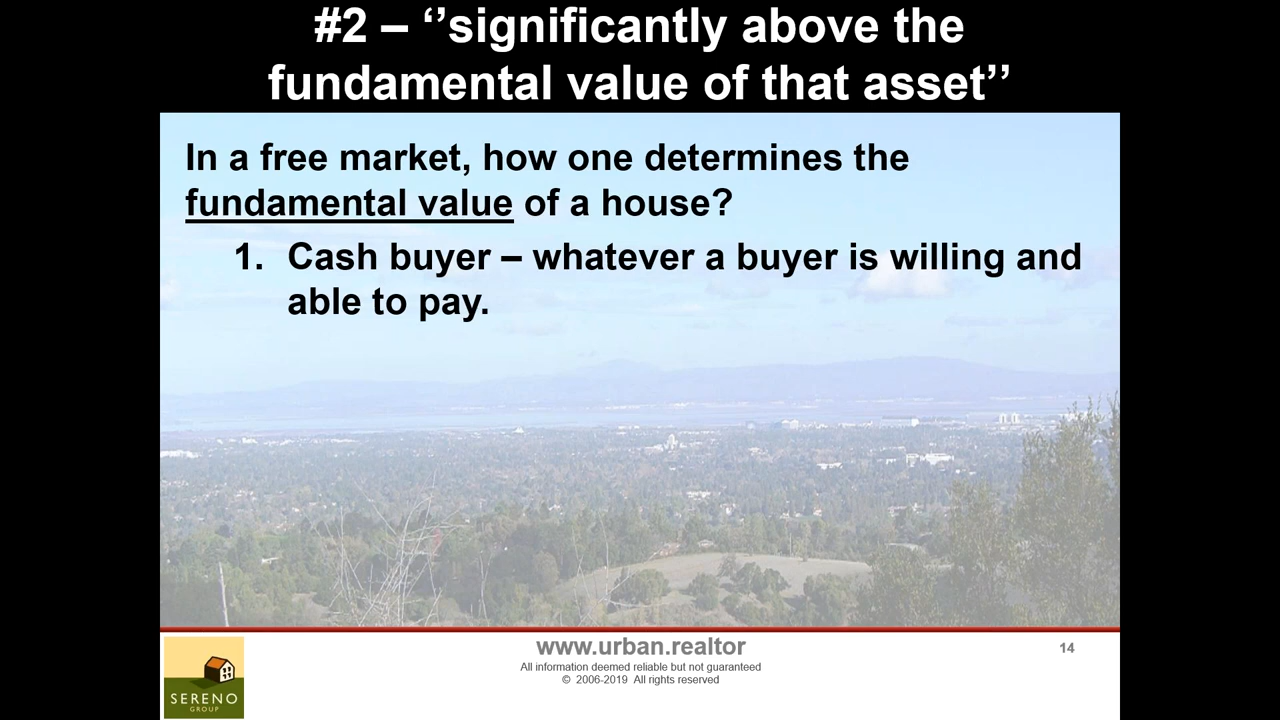 #2 – ‘’significantly above the
fundamental value of that asset’’
In a free market, how one determines the
fundamental value of a house?
1. Cash buyer – whatever a buyer is willing and
able to pay.
www.urban.realtor
14
All information deemed reliable but not guaranteed
© 2006-2019 All rights reserved
SERENO
GROUP